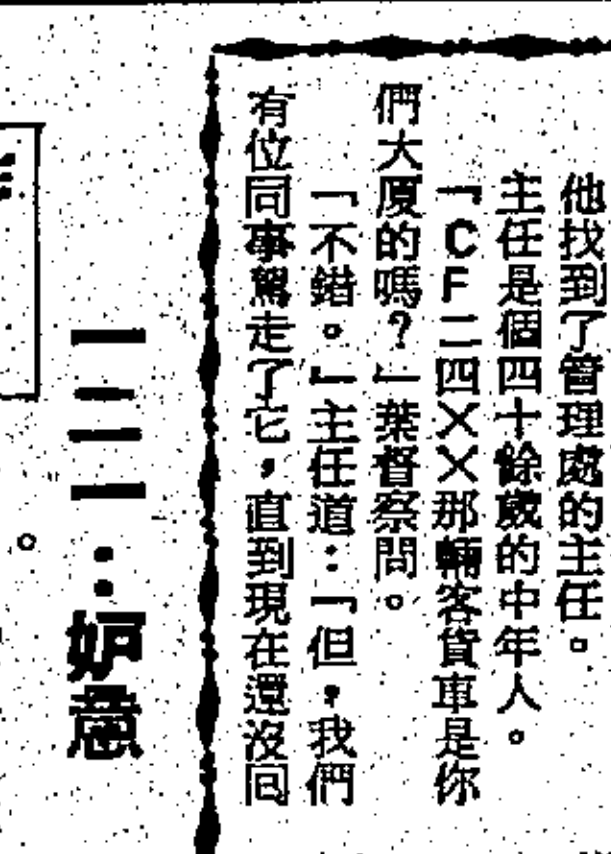 他找到了管理處的主任。
主任是個四十餘歲的中年人。
「CF二四××那輛客貨車是你
們大厦的嗎?」葉督察問。
「不錯。」主任道:「但,我們
有位同事駕走了它,直到現在還沒回
一三一:妒意
。